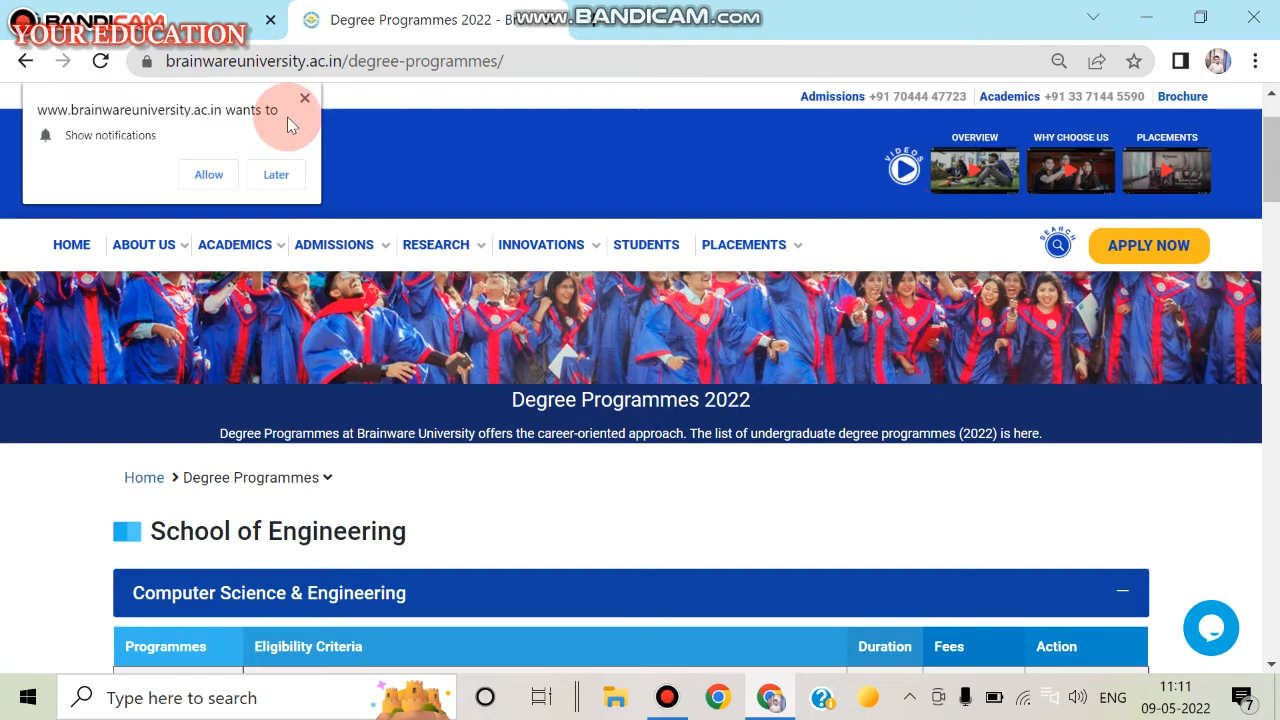 www.BANDICAM.com
BANDICAM
YOUR EDUCATION
Degree Programmes 2022 - B
brainwareuniversity.ac.in/degree-programmes/
www.brainwareuniversity.ac.in wants to
Show notifications
Allow
Later
Admissions +91 70444 47723
Academics +91 33 7144 5590
Brochure
VIDEOS
OVERVIEW
WHY CHOOSE US
PLACEMENTS
HOME
ABOUT US
ACADEMICS
ADMISSIONS
RESEARCH
INNOVATIONS
STUDENTS
PLACEMENTS
SEARCH
APPLY NOW
Degree Programmes 2022
Degree Programmes at Brainware University offers the career-oriented approach. The list of undergraduate degree programmes (2022) is here.
Home
Degree Programmes
School of Engineering
Computer Science & Engineering
Programmes
Eligibility Criteria
Duration
Fees
Action
Type here to search
ENG
11:11
09-05-2022
7